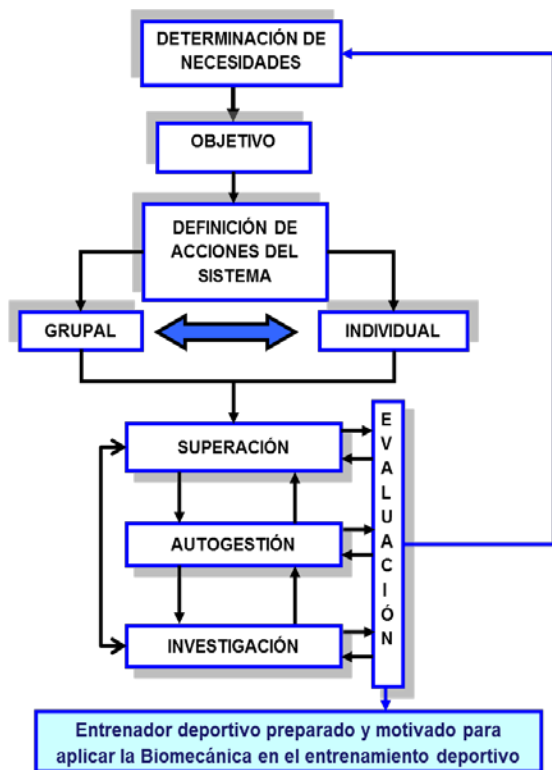 DETERMINACIÓN DE
NECESIDADES
OBJETIVO
DEFINICIÓN DE
ACCIONES DEL
SISTEMA
GRUPAL
INDIVIDUAL
SUPERACIÓN
AUTOGESTIÓN
INVESTIGACIÓN
EVALUACIÓN
Entrenador deportivo preparado y motivado para
aplicar la Biomecánica en el entrenamiento deportivo